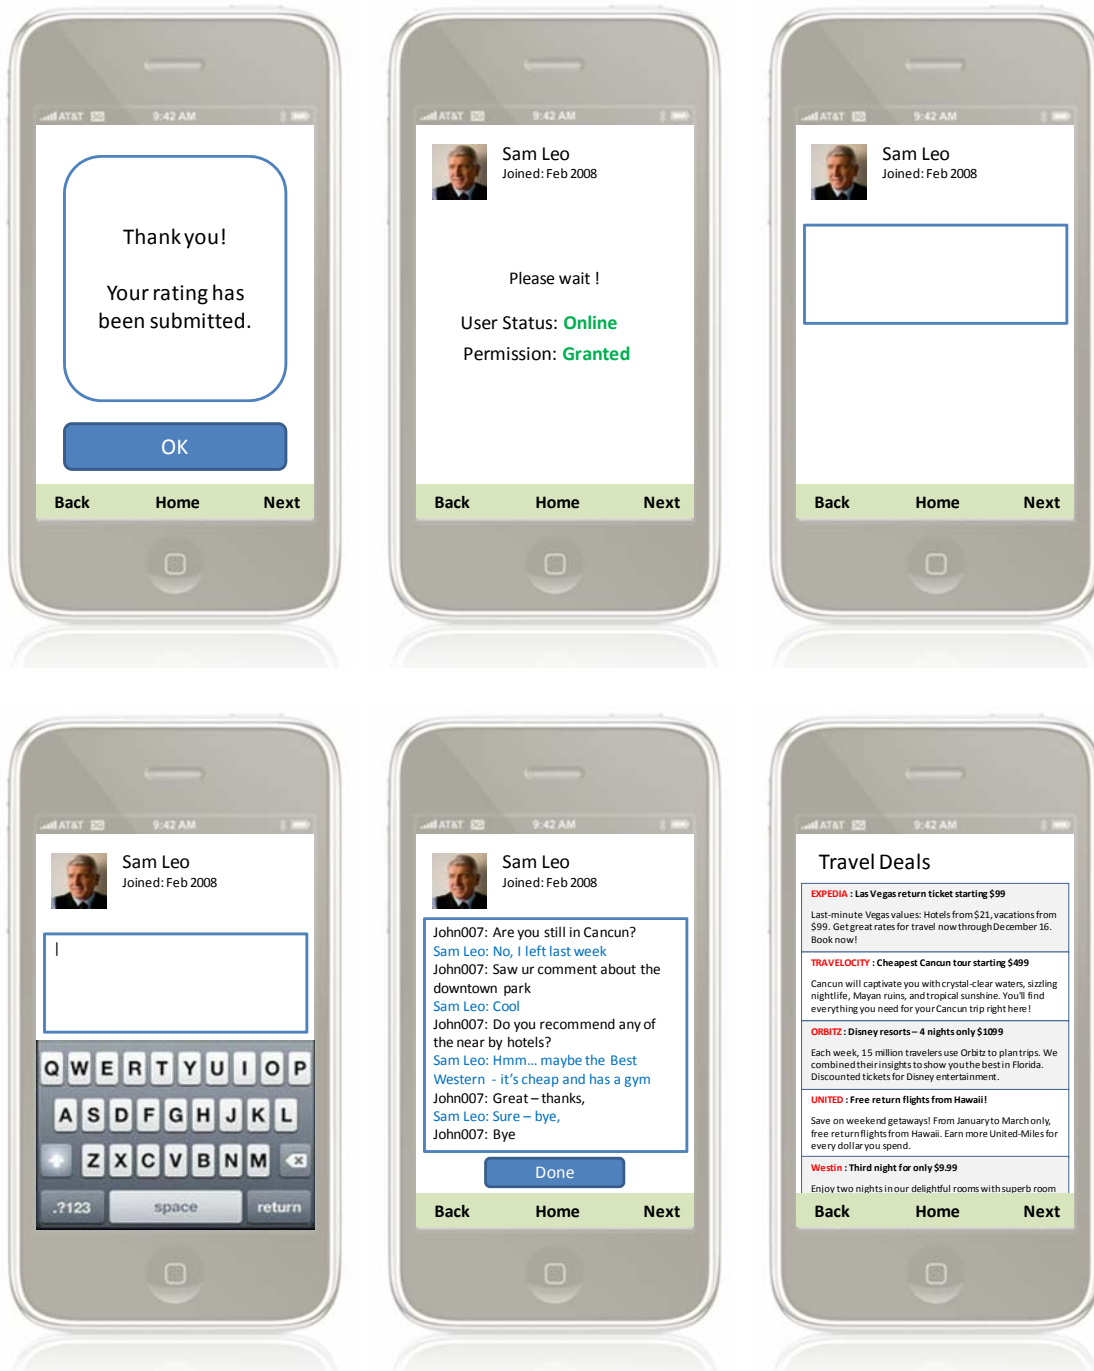 AT&T 3G 9:42 AM
Thank you!
Your rating has
been submitted.
OK
Back Home Next
AT&T 3G 9:42 AM
Sam Leo
Joined: Feb 2008
Please wait !
User Status: Online
Permission: Granted
Back Home Next
AT&T 3G 9:42 AM
Sam Leo
Joined: Feb 2008
Back Home Next
AT&T 3G 9:42 AM
Sam Leo
Joined: Feb 2008
Q W E R T Y U I O P
A S D F G H J K L
Z X C V B N M
.?123 space return
AT&T 3G 9:42 AM
Sam Leo
Joined: Feb 2008
John007: Are you still in Cancun?
Sam Leo: No, I left last week
John007: Saw ur comment about the
downtown park
Sam Leo: Cool
John007: Do you recommend any of
the near by hotels?
Sam Leo: Hmm... maybe the Best
Western - it's cheap and has a gym
John007: Great – thanks,
Sam Leo: Sure – bye,
John007: Bye
Done
Back Home Next
AT&T 3G 9:42 AM
Travel Deals
EXPEDIA : Las Vegas return ticket starting $99
Last-minute Vegas values: Hotels from $21, vacations from
$99. Get great rates for travel now through December 16.
Book now!
TRAVELOCITY : Cheapest Cancun tour starting $499
Cancun will captivate you with crystal-clear waters, sizzling
nightlife, Mayan ruins, and tropical sunshine. You'll find
everything you need for your Cancun trip right here!
ORBITZ : Disney resorts – 4 nights only $1099
Each week, 15 million travelers use Orbitz to plan trips. We
combined their insights to show you the best in Florida.
Discounted tickets for Disney entertainment.
UNITED : Free return flights from Hawaii!
Save on weekend getaways! From January to March only,
free return flights from Hawaii. Earn more United-Miles for
every dollar you spend.
Westin : Third night for only $9.99
Enjoy two nights in our delightful rooms with superb room
Back Home Next